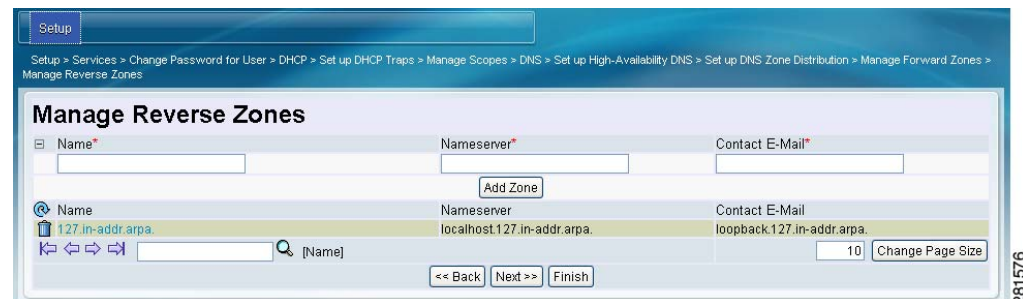 Setup
Setup > Services > Change Password for User > DHCP > Set up DHCP Traps > Manage Scopes > DNS > Set up High-Availability DNS > Set up DNS Zone Distribution > Manage Forward Zones >
Manage Reverse Zones
Manage Reverse Zones
Name* Nameserver* Contact E-Mail*
Add Zone
Name Nameserver Contact E-Mail
127.in-addr.arpa. localhost.127.in-addr.arpa. loopback.127.in-addr.arpa.
[Name] 10 Change Page Size
<< Back Next >> Finish